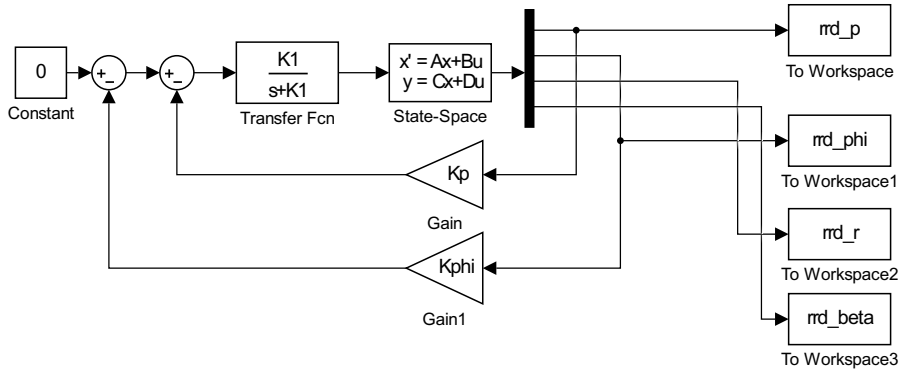 0
Constant
+
–
+
–
K1
s+K1
Transfer Fcn
x' = Ax+Bu
y = Cx+Du
State-Space
rrd_p
To Workspace
rrd_phi
To Workspace1
Kp
Gain
rrd_r
To Workspace2
Kphi
Gain1
rrd_beta
To Workspace3